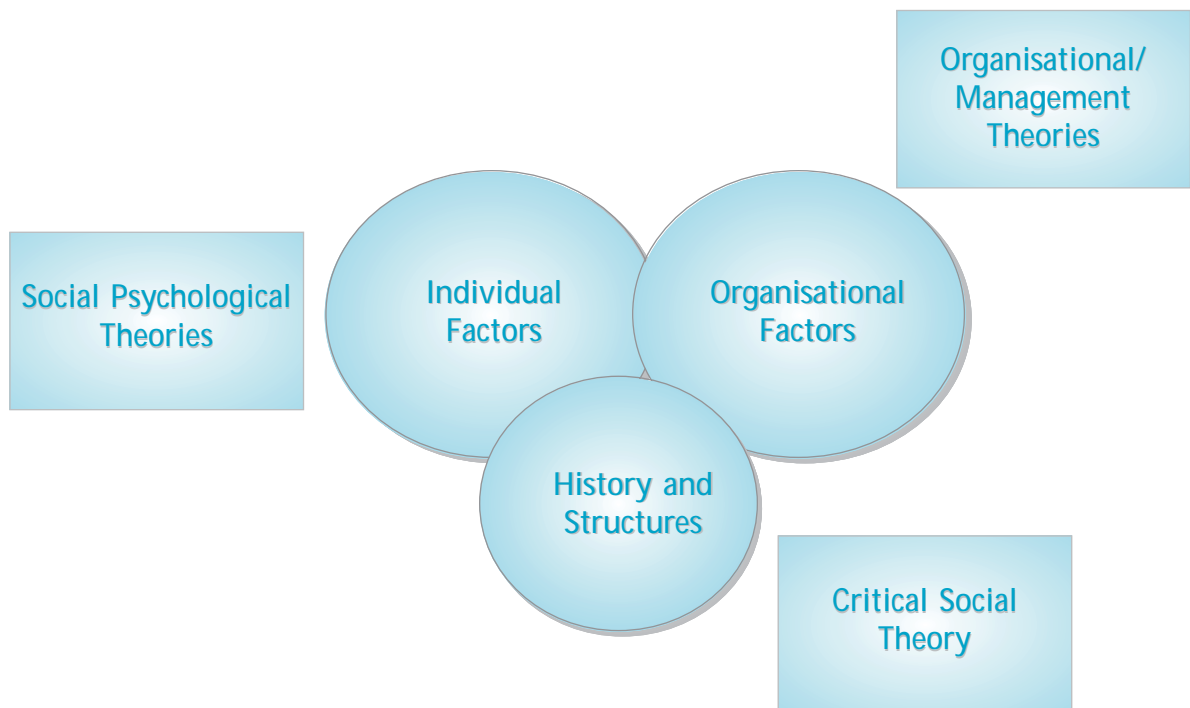 Organisational/
Management
Theories
Social Psychological
Theories
Individual
Factors
Organisational
Factors
History and
Structures
Critical Social
Theory